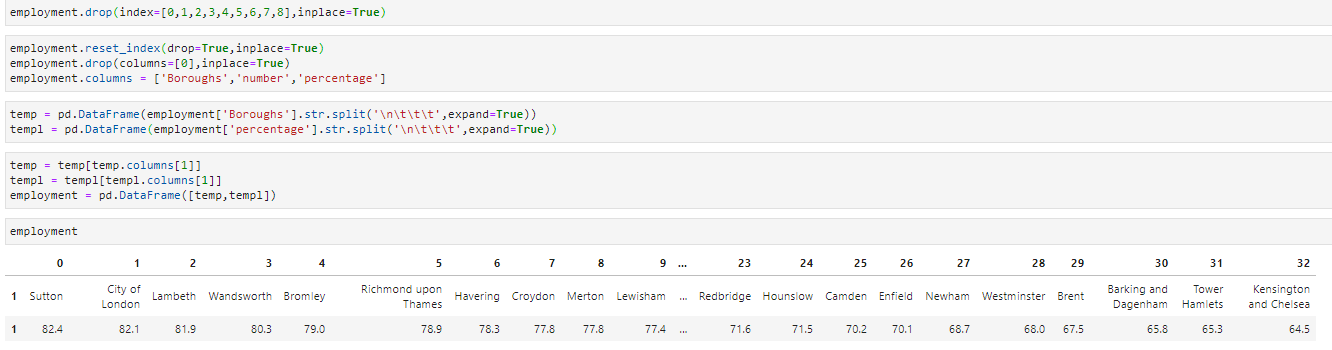 employment.drop(index=[0,1,2,3,4,5,6,7,8],inplace=True)
employment.reset_index(drop=True,inplace=True)
employment.drop(columns=[0],inplace=True)
employment.columns = ['Boroughs','number','percentage']
temp = pd.DataFrame(employment['Boroughs'].str.split('\n\t\t\t',expand=True))
templ = pd.DataFrame(employment['percentage'].str.split('\n\t\t\t',expand=True))
temp = temp[temp.columns[1]]
templ = templ[templ.columns[1]]
employment = pd.DataFrame([temp,templ])
employment
0 1 2 3 4 5 6 7 8 9 ... 23 24 25 26 27 28 29 30 31 32
1 Sutton City of London Lambeth Wandsworth Bromley Richmond upon Thames Havering Croydon Merton Lewisham ... Redbridge Hounslow Camden Enfield Newham Westminster Brent Barking and Dagenham Tower Hamlets Kensington and Chelsea
1 82.4 82.1 81.9 80.3 79.0 78.9 78.3 77.8 77.8 77.4 ... 71.6 71.5 70.2 70.1 68.7 68.0 67.5 65.8 65.3 64.5